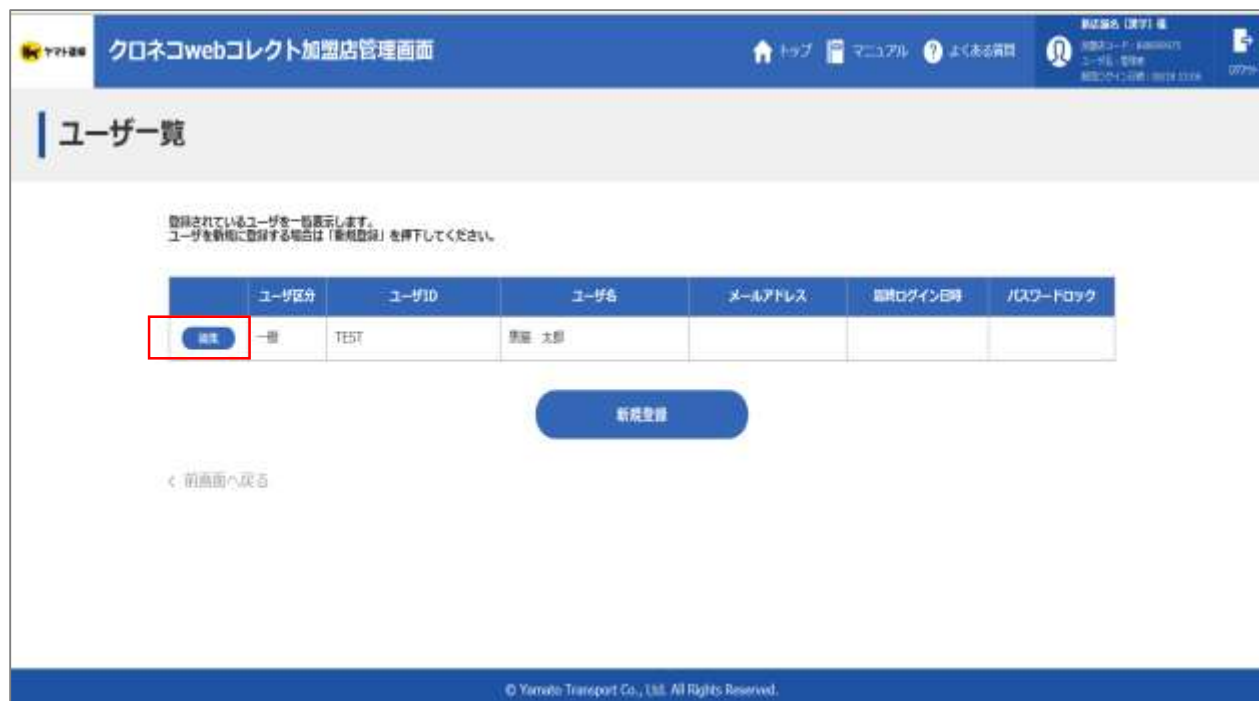 ヤマト運輸
クロネコwebコレクト加盟店管理画面
トップ
マニュアル
よくある質問
ログアウト
ユーザ一覧
登録されているユーザを一覧表示します。
ユーザを新規に登録する場合は「新規登録」を押下してください。
ユーザ区分 ユーザID ユーザ名 メールアドレス 最終ログイン日時 パスワードロック
編集 一般 TEST 黒猫 太郎
新規登録
< 前画面へ戻る
© Yamato Transport Co., Ltd. All Rights Reserved.